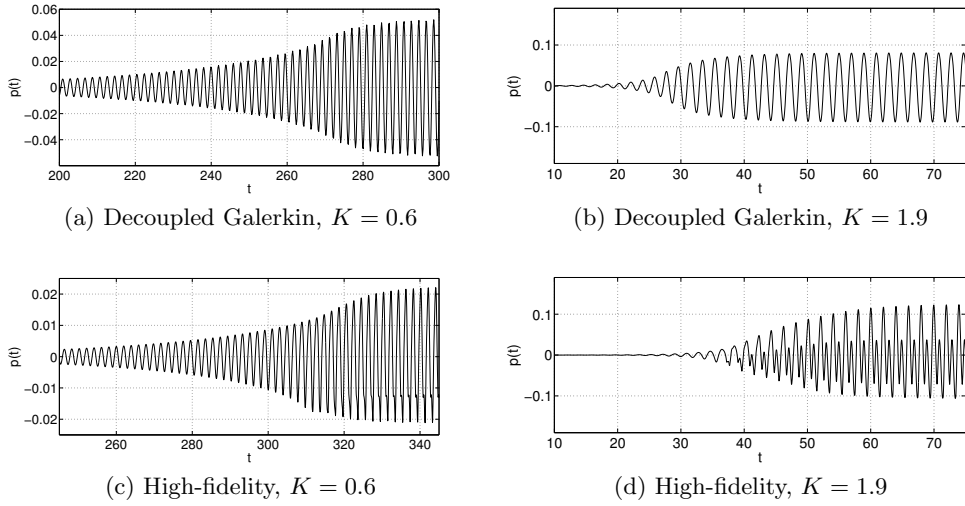 0.06
0.04
0.02
0
−0.02
−0.04
p(t)
200 220 240 260 280 300
t
(a) Decoupled Galerkin, K = 0.6
0.1
0
−0.1
p(t)
10 20 30 40 50 60 70
t
(b) Decoupled Galerkin, K = 1.9
0.02
0.01
0
−0.01
−0.02
p(t)
260 280 300 320 340
t
(c) High-fidelity, K = 0.6
0.1
0
−0.1
p(t)
10 20 30 40 50 60 70
t
(d) High-fidelity, K = 1.9